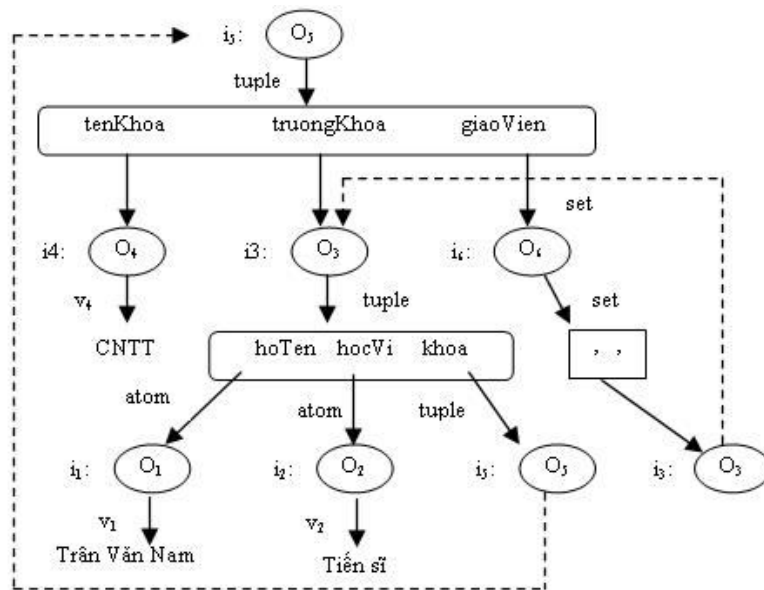 i₅: O₅
tuple
tenKhoa truongKhoa giaoVien
set
i4: O₄ i3: O₃ i₆: O₆
v₄ tuple set
CNTT
hoTen hocVi khoa , ,
atom atom tuple
i₁: O₁ i₂: O₂ i₅: O₅ i₃: O₃
v₁ v₂
Trân Văn Nam Tiến sĩ